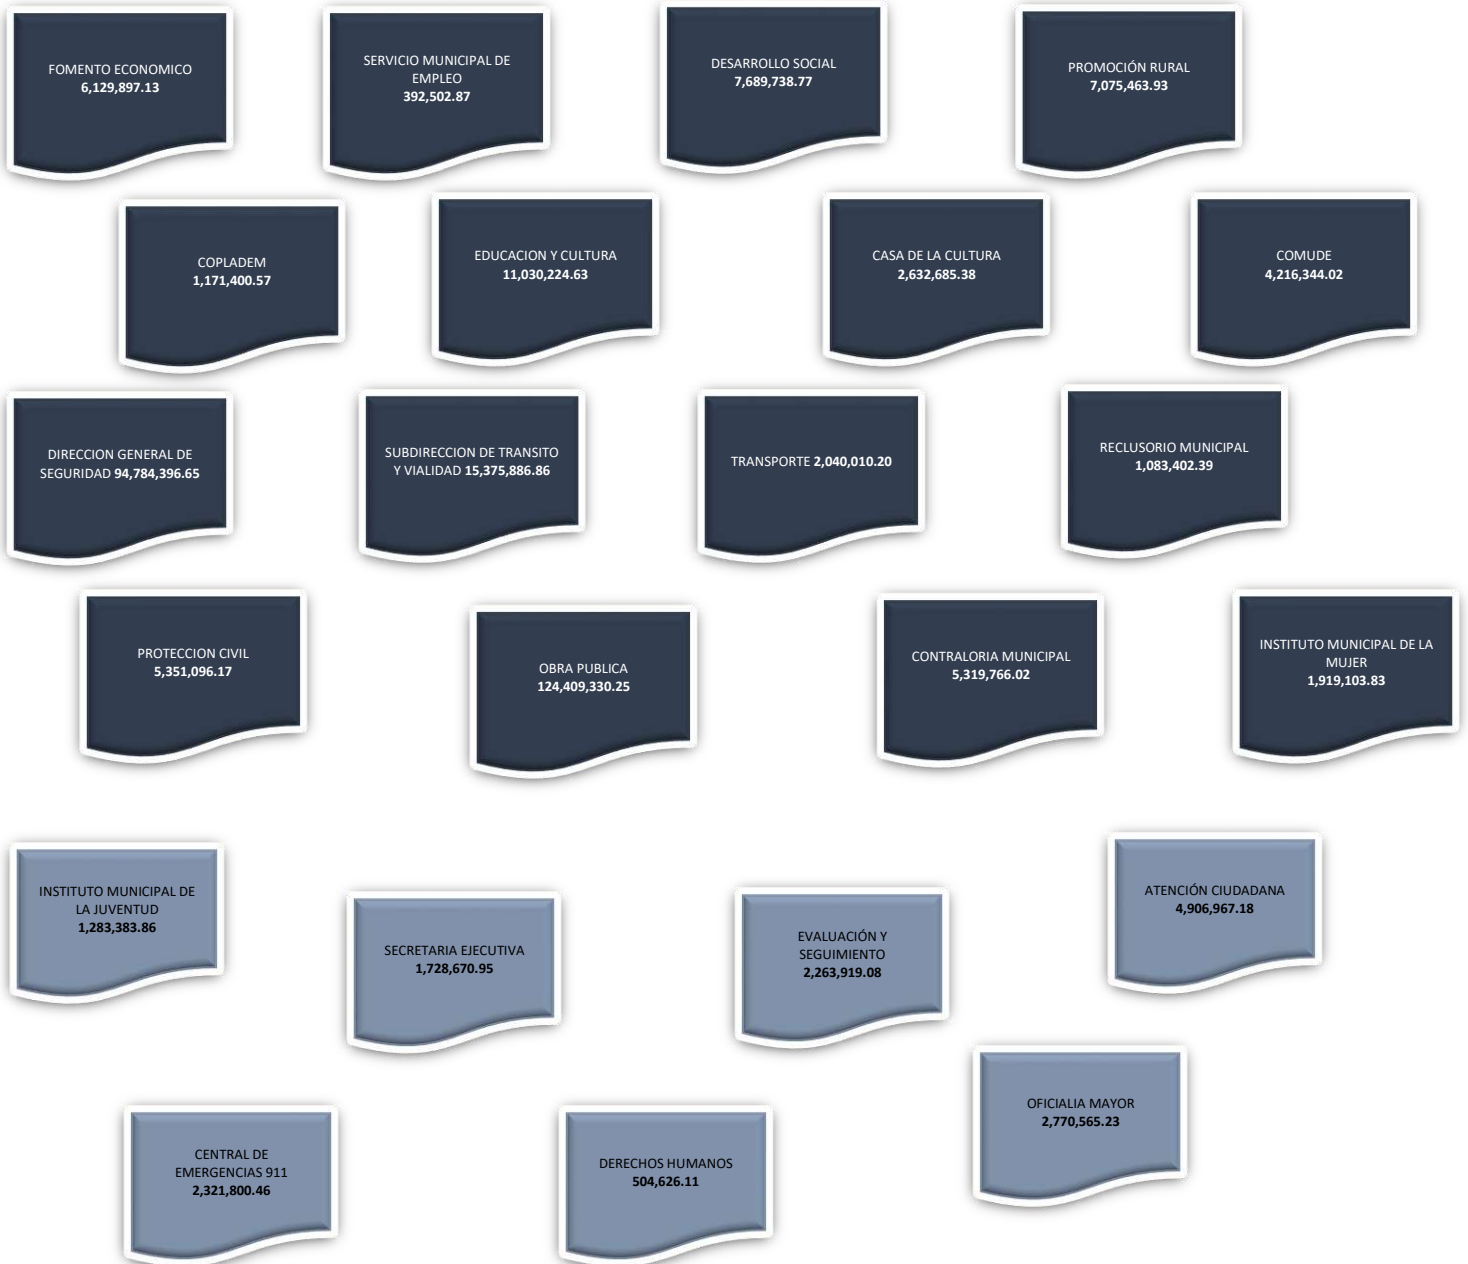 FOMENTO ECONOMICO
6,129,897.13
SERVICIO MUNICIPAL DE
EMPLEO
392,502.87
DESARROLLO SOCIAL
7,689,738.77
PROMOCIÓN RURAL
7,075,463.93
COPLADEM
1,171,400.57
EDUCACION Y CULTURA
11,030,224.63
CASA DE LA CULTURA
2,632,685.38
COMUDE
4,216,344.02
DIRECCION GENERAL DE
SEGURIDAD 94,784,396.65
SUBDIRECCION DE TRANSITO
Y VIALIDAD 15,375,886.86
TRANSPORTE 2,040,010.20
RECLUSORIO MUNICIPAL
1,083,402.39
PROTECCION CIVIL
5,351,096.17
OBRA PUBLICA
124,409,330.25
CONTRALORIA MUNICIPAL
5,319,766.02
INSTITUTO MUNICIPAL DE LA
MUJER
1,919,103.83
INSTITUTO MUNICIPAL DE
LA JUVENTUD
1,283,383.86
SECRETARIA EJECUTIVA
1,728,670.95
EVALUACIÓN Y
SEGUIMIENTO
2,263,919.08
ATENCIÓN CIUDADANA
4,906,967.18
CENTRAL DE
EMERGENCIAS 911
2,321,800.46
DERECHOS HUMANOS
504,626.11
OFICIALIA MAYOR
2,770,565.23